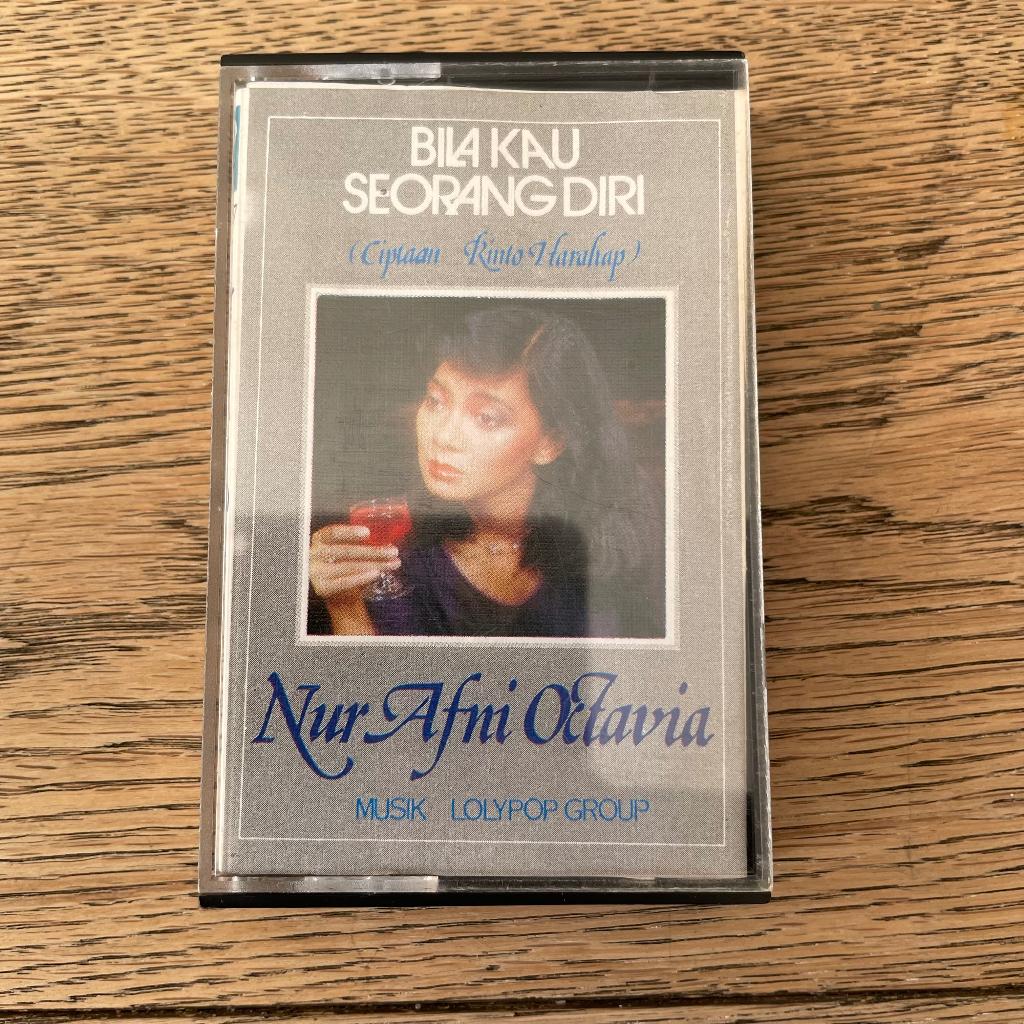 BILA KAU
SEORANG DIRI
(Ciptaan Rinto Harahap)
Nur Afni Octavia
MUSIK LOLYPOP GROUP